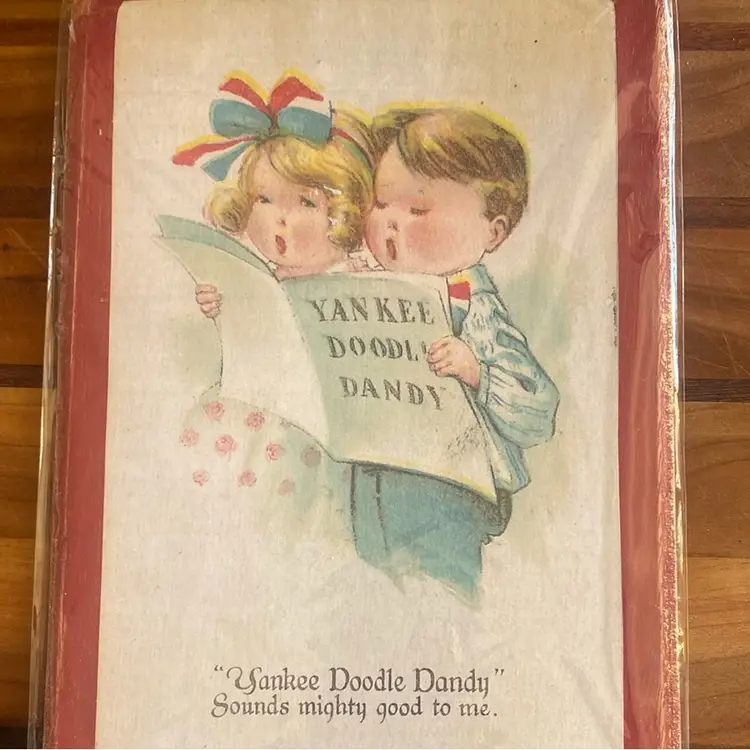 YANKEE
DOODL
DANDY
"Yankee Doodle Dandy"
Sounds mighty good to me.